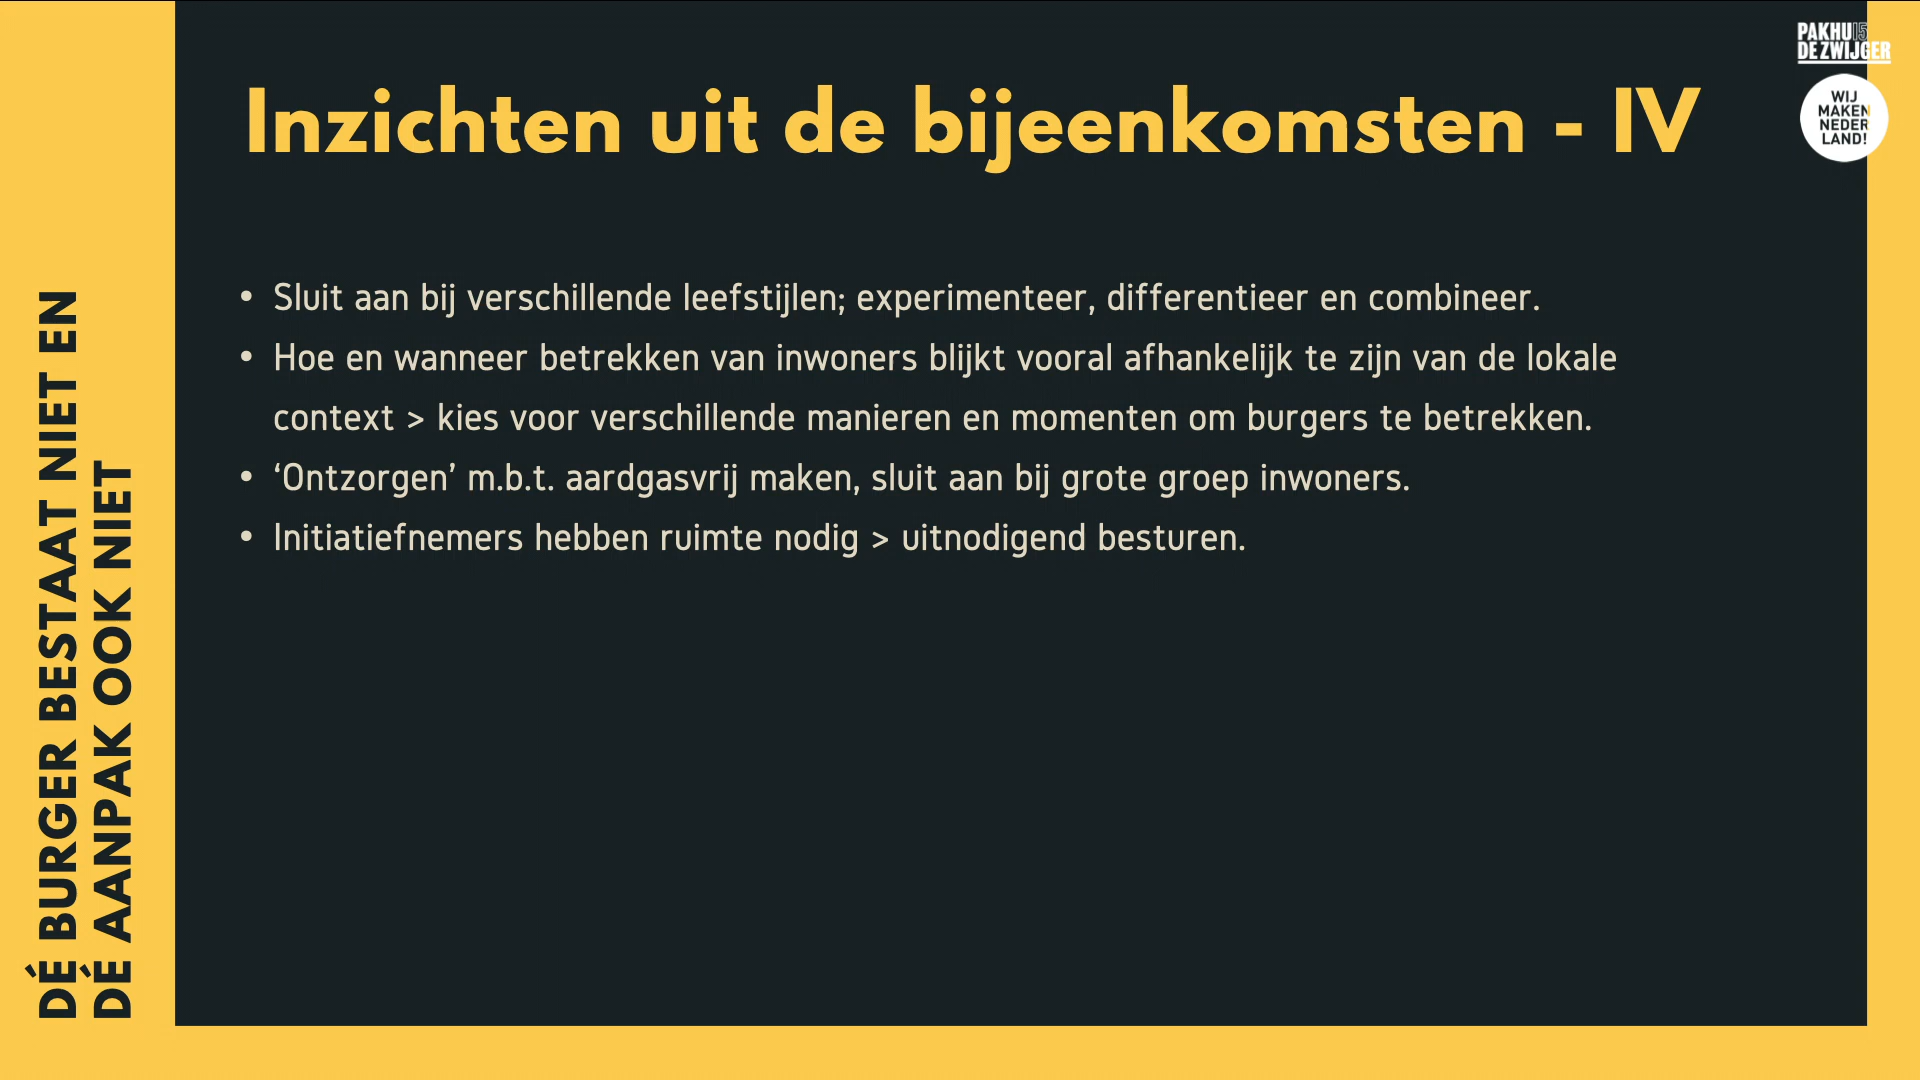 Inzichten uit de bijeenkomsten - IV
• Sluit aan bij verschillende leefstijlen; experimenteer, differentieer en combineer.
• Hoe en wanneer betrekken van inwoners blijkt vooral afhankelijk te zijn van de lokale
context > kies voor verschillende manieren en momenten om burgers te betrekken.
• ‘Ontzorgen’ m.b.t. aardgasvrij maken, sluit aan bij grote groep inwoners.
• Initiatiefnemers hebben ruimte nodig > uitnodigend besturen.
DÉ BURGER BESTAAT NIET EN
DÉ AANPAK OOK NIET
PAKHU15
DE ZWIJGER
WIJ
MAKEN
NEDER
LAND!